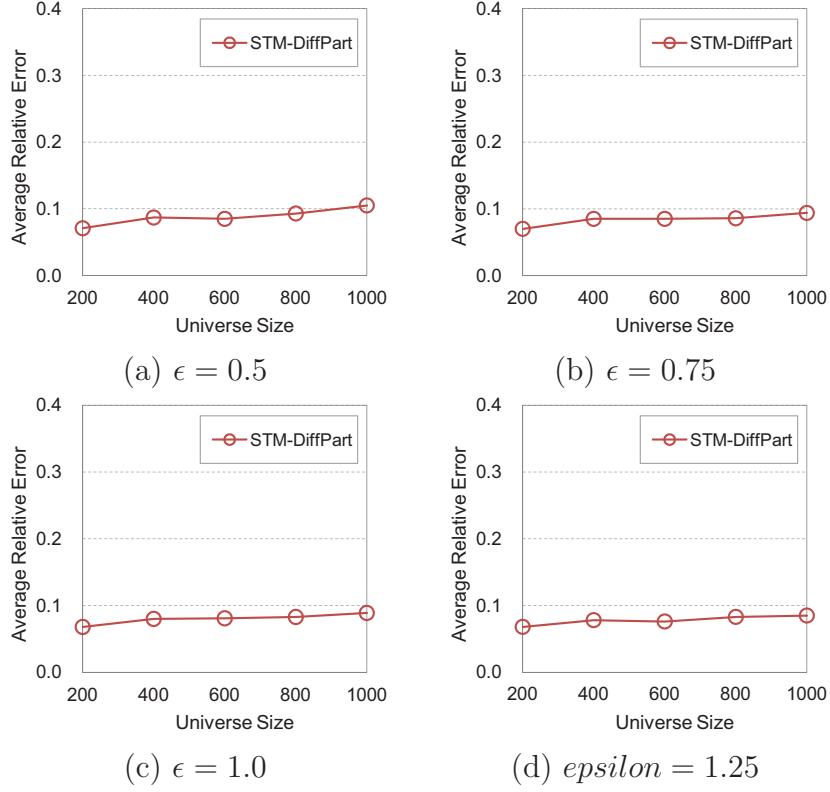 0.4
STM-DiffPart
0.3
0.2
0.1
0.0
Average Relative Error
200 400 600 800 1000
Universe Size
(a) ϵ = 0.5
0.4
STM-DiffPart
0.3
0.2
0.1
0.0
Average Relative Error
200 400 600 800 1000
Universe Size
(b) ϵ = 0.75
0.4
STM-DiffPart
0.3
0.2
0.1
0.0
Average Relative Error
200 400 600 800 1000
Universe Size
(c) ϵ = 1.0
0.4
STM-DiffPart
0.3
0.2
0.1
0.0
Average Relative Error
200 400 600 800 1000
Universe Size
(d) epsilon = 1.25